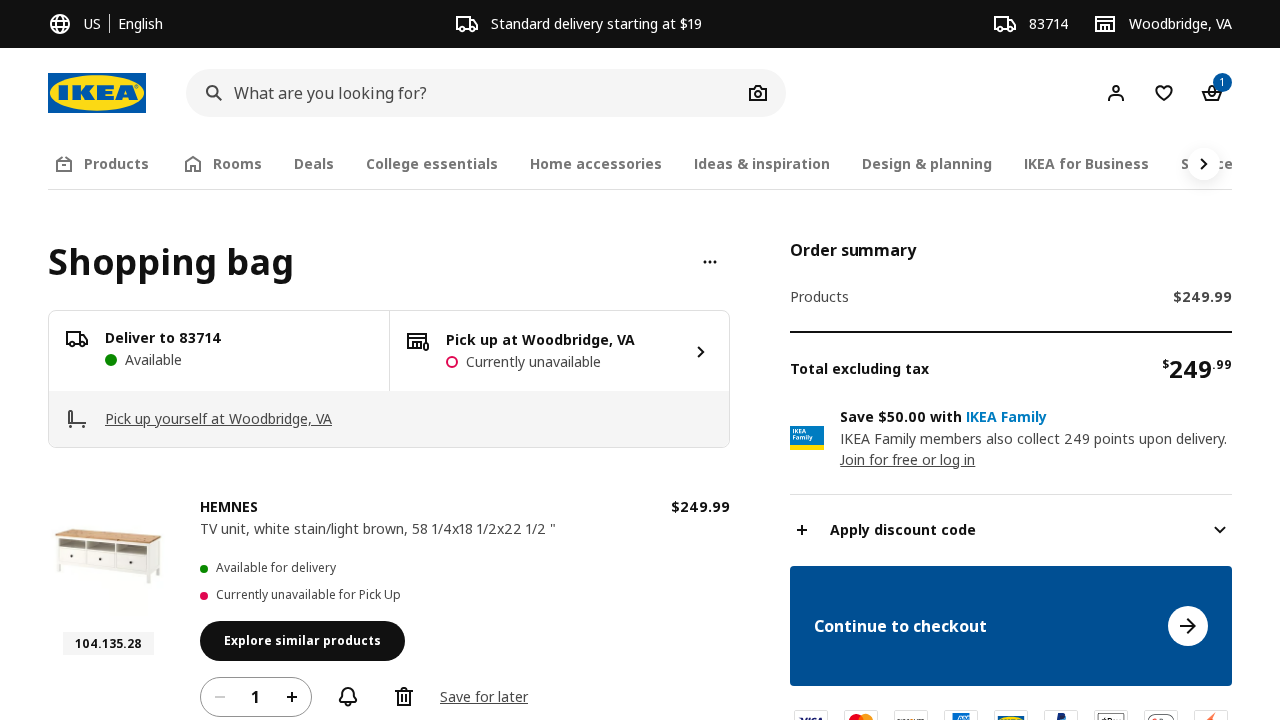 US
English
Standard delivery starting at $19
83714
Woodbridge, VA
IKEA
What are you looking for?
1
Products
Rooms
Deals
College essentials
Home accessories
Ideas & inspiration
Design & planning
IKEA for Business
Shopping bag
Deliver to 83714
Available
Pick up at Woodbridge, VA
Currently unavailable
Pick up yourself at Woodbridge, VA
HEMNES
$249.99
TV unit, white stain/light brown, 58 1/4x18 1/2x22 1/2 "
Available for delivery
Currently unavailable for Pick Up
104.135.28
Explore similar products
1
Save for later
Order summary
Products
$249.99
Total excluding tax
$249.99
IKEA
Family
Save $50.00 with IKEA Family
IKEA Family members also collect 249 points upon delivery.
Join for free or log in
Apply discount code
Continue to checkout